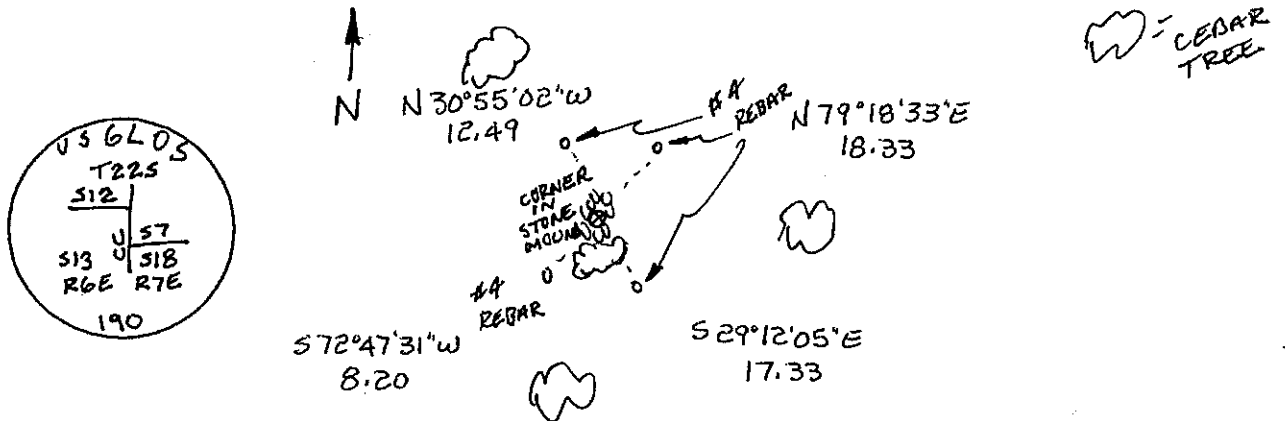 US GLOS
T22S
S12
S7
S13
S18
R6E R7E
190
N
N 30°55'02"W
12.49
#4
REBAR
N 79°18'33"E
18.33
CORNER
IN
STONE
MOUND
#4
REBAR
S 72°47'31"W
8.20
S 29°12'05"E
17.33
= CEDAR
TREE